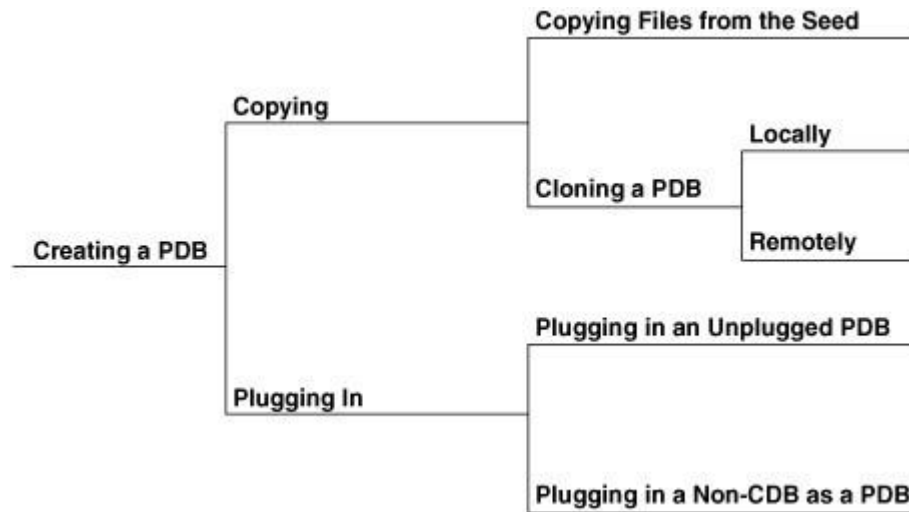 Copying Files from the Seed
Copying
Locally
Cloning a PDB
Remotely
Creating a PDB
Plugging in an Unplugged PDB
Plugging In
Plugging in a Non-CDB as a PDB